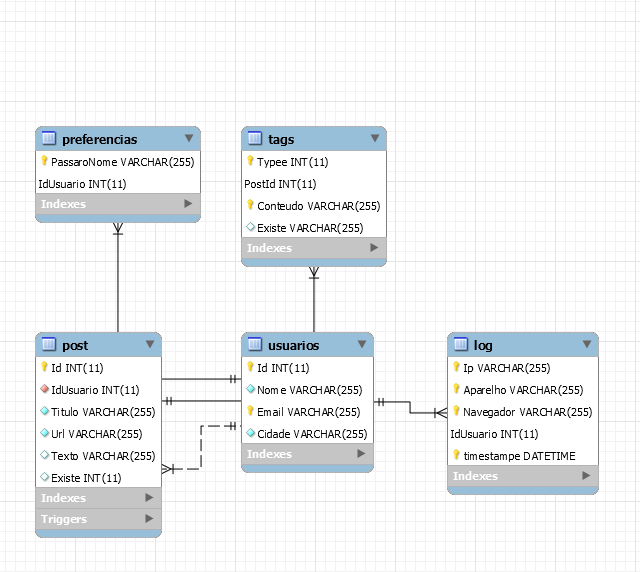 preferencias
PassaroNome VARCHAR(255)
IdUsuario INT(11)
Indexes
tags
Typee INT(11)
PostId INT(11)
Conteudo VARCHAR(255)
Existe VARCHAR(255)
Indexes
post
Id INT(11)
IdUsuario INT(11)
Titulo VARCHAR(255)
Url VARCHAR(255)
Texto VARCHAR(255)
Existe INT(11)
Indexes
Triggers
usuarios
Id INT(11)
Nome VARCHAR(255)
Email VARCHAR(255)
Cidade VARCHAR(255)
Indexes
log
Ip VARCHAR(255)
Aparelho VARCHAR(255)
Navegador VARCHAR(255)
IdUsuario INT(11)
timestampe DATETIME
Indexes